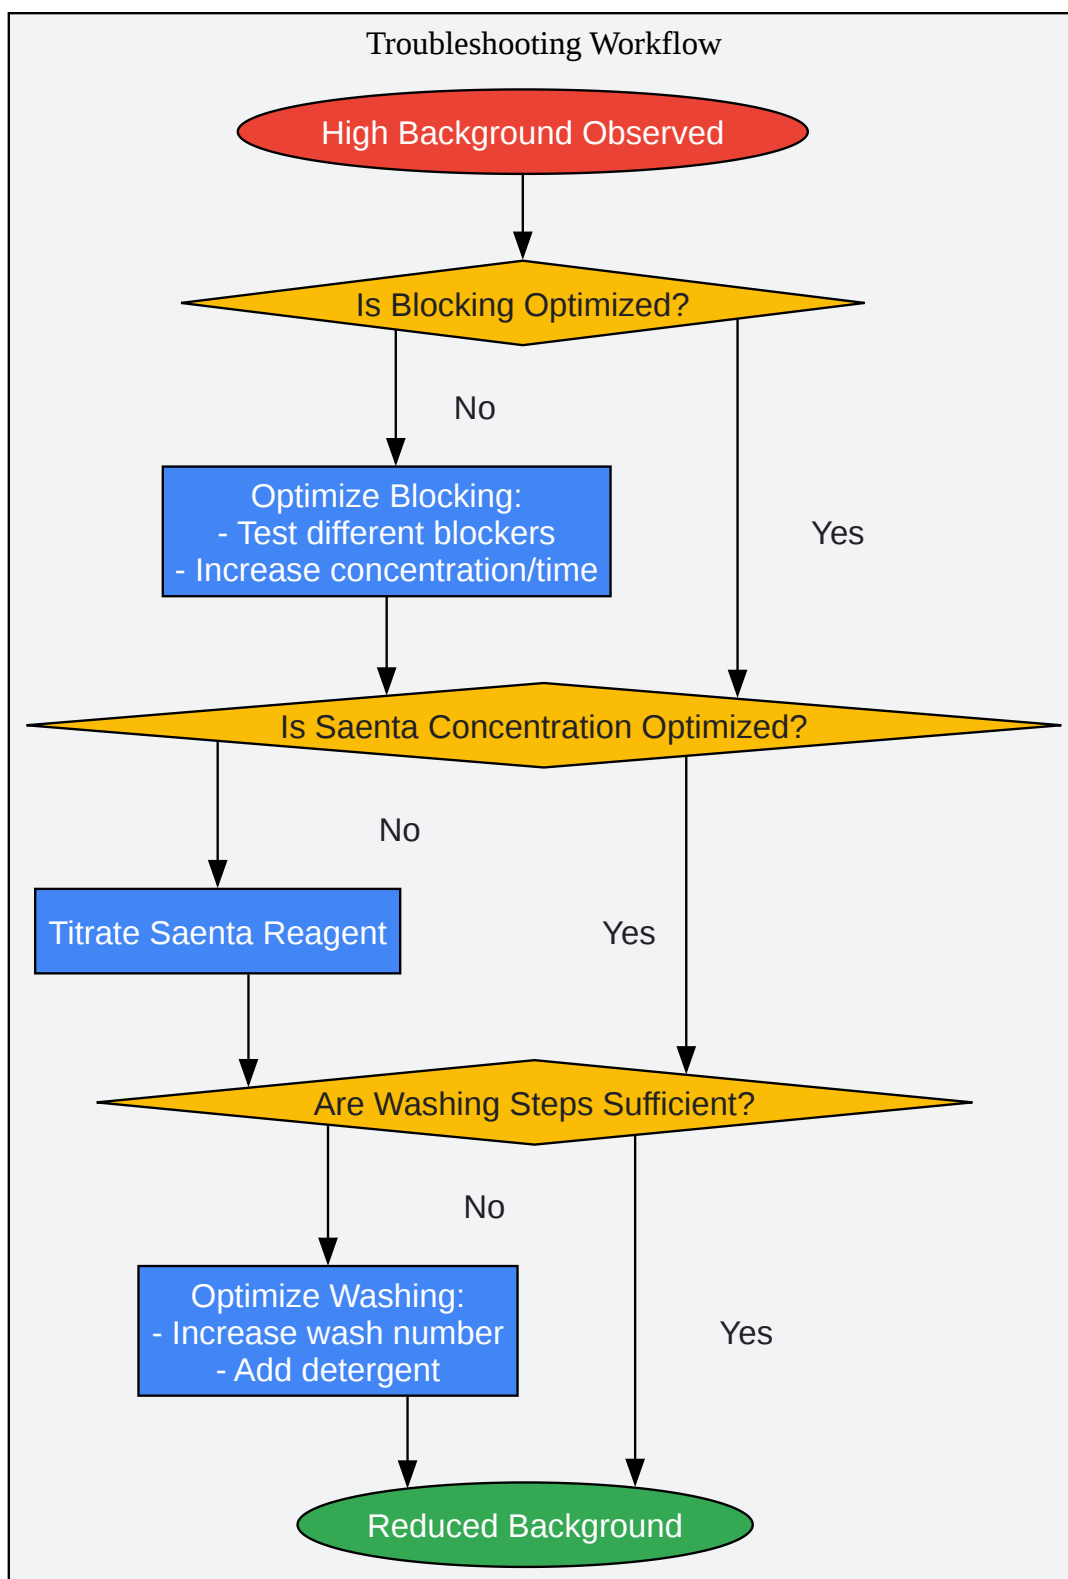 Troubleshooting Workflow
High Background Observed
Is Blocking Optimized?
No
Optimize Blocking:
- Test different blockers
- Increase concentration/time
Yes
Is Saenta Concentration Optimized?
No
Titrate Saenta Reagent
Yes
Are Washing Steps Sufficient?
No
Optimize Washing:
- Increase wash number
- Add detergent
Yes
Reduced Background